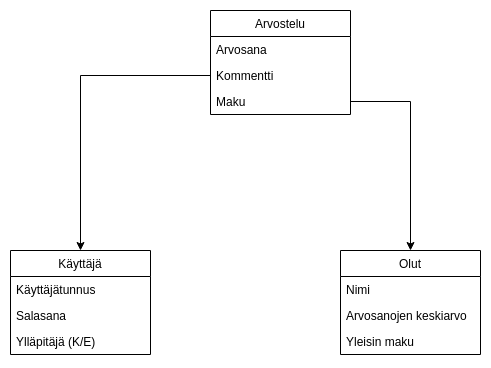 Arvostelu
Arvosana
Kommentti
Maku
Käyttäjä
Käyttäjätunnus
Salasana
Ylläpitäjä (K/E)
Olut
Nimi
Arvosanojen keskiarvo
Yleisin maku